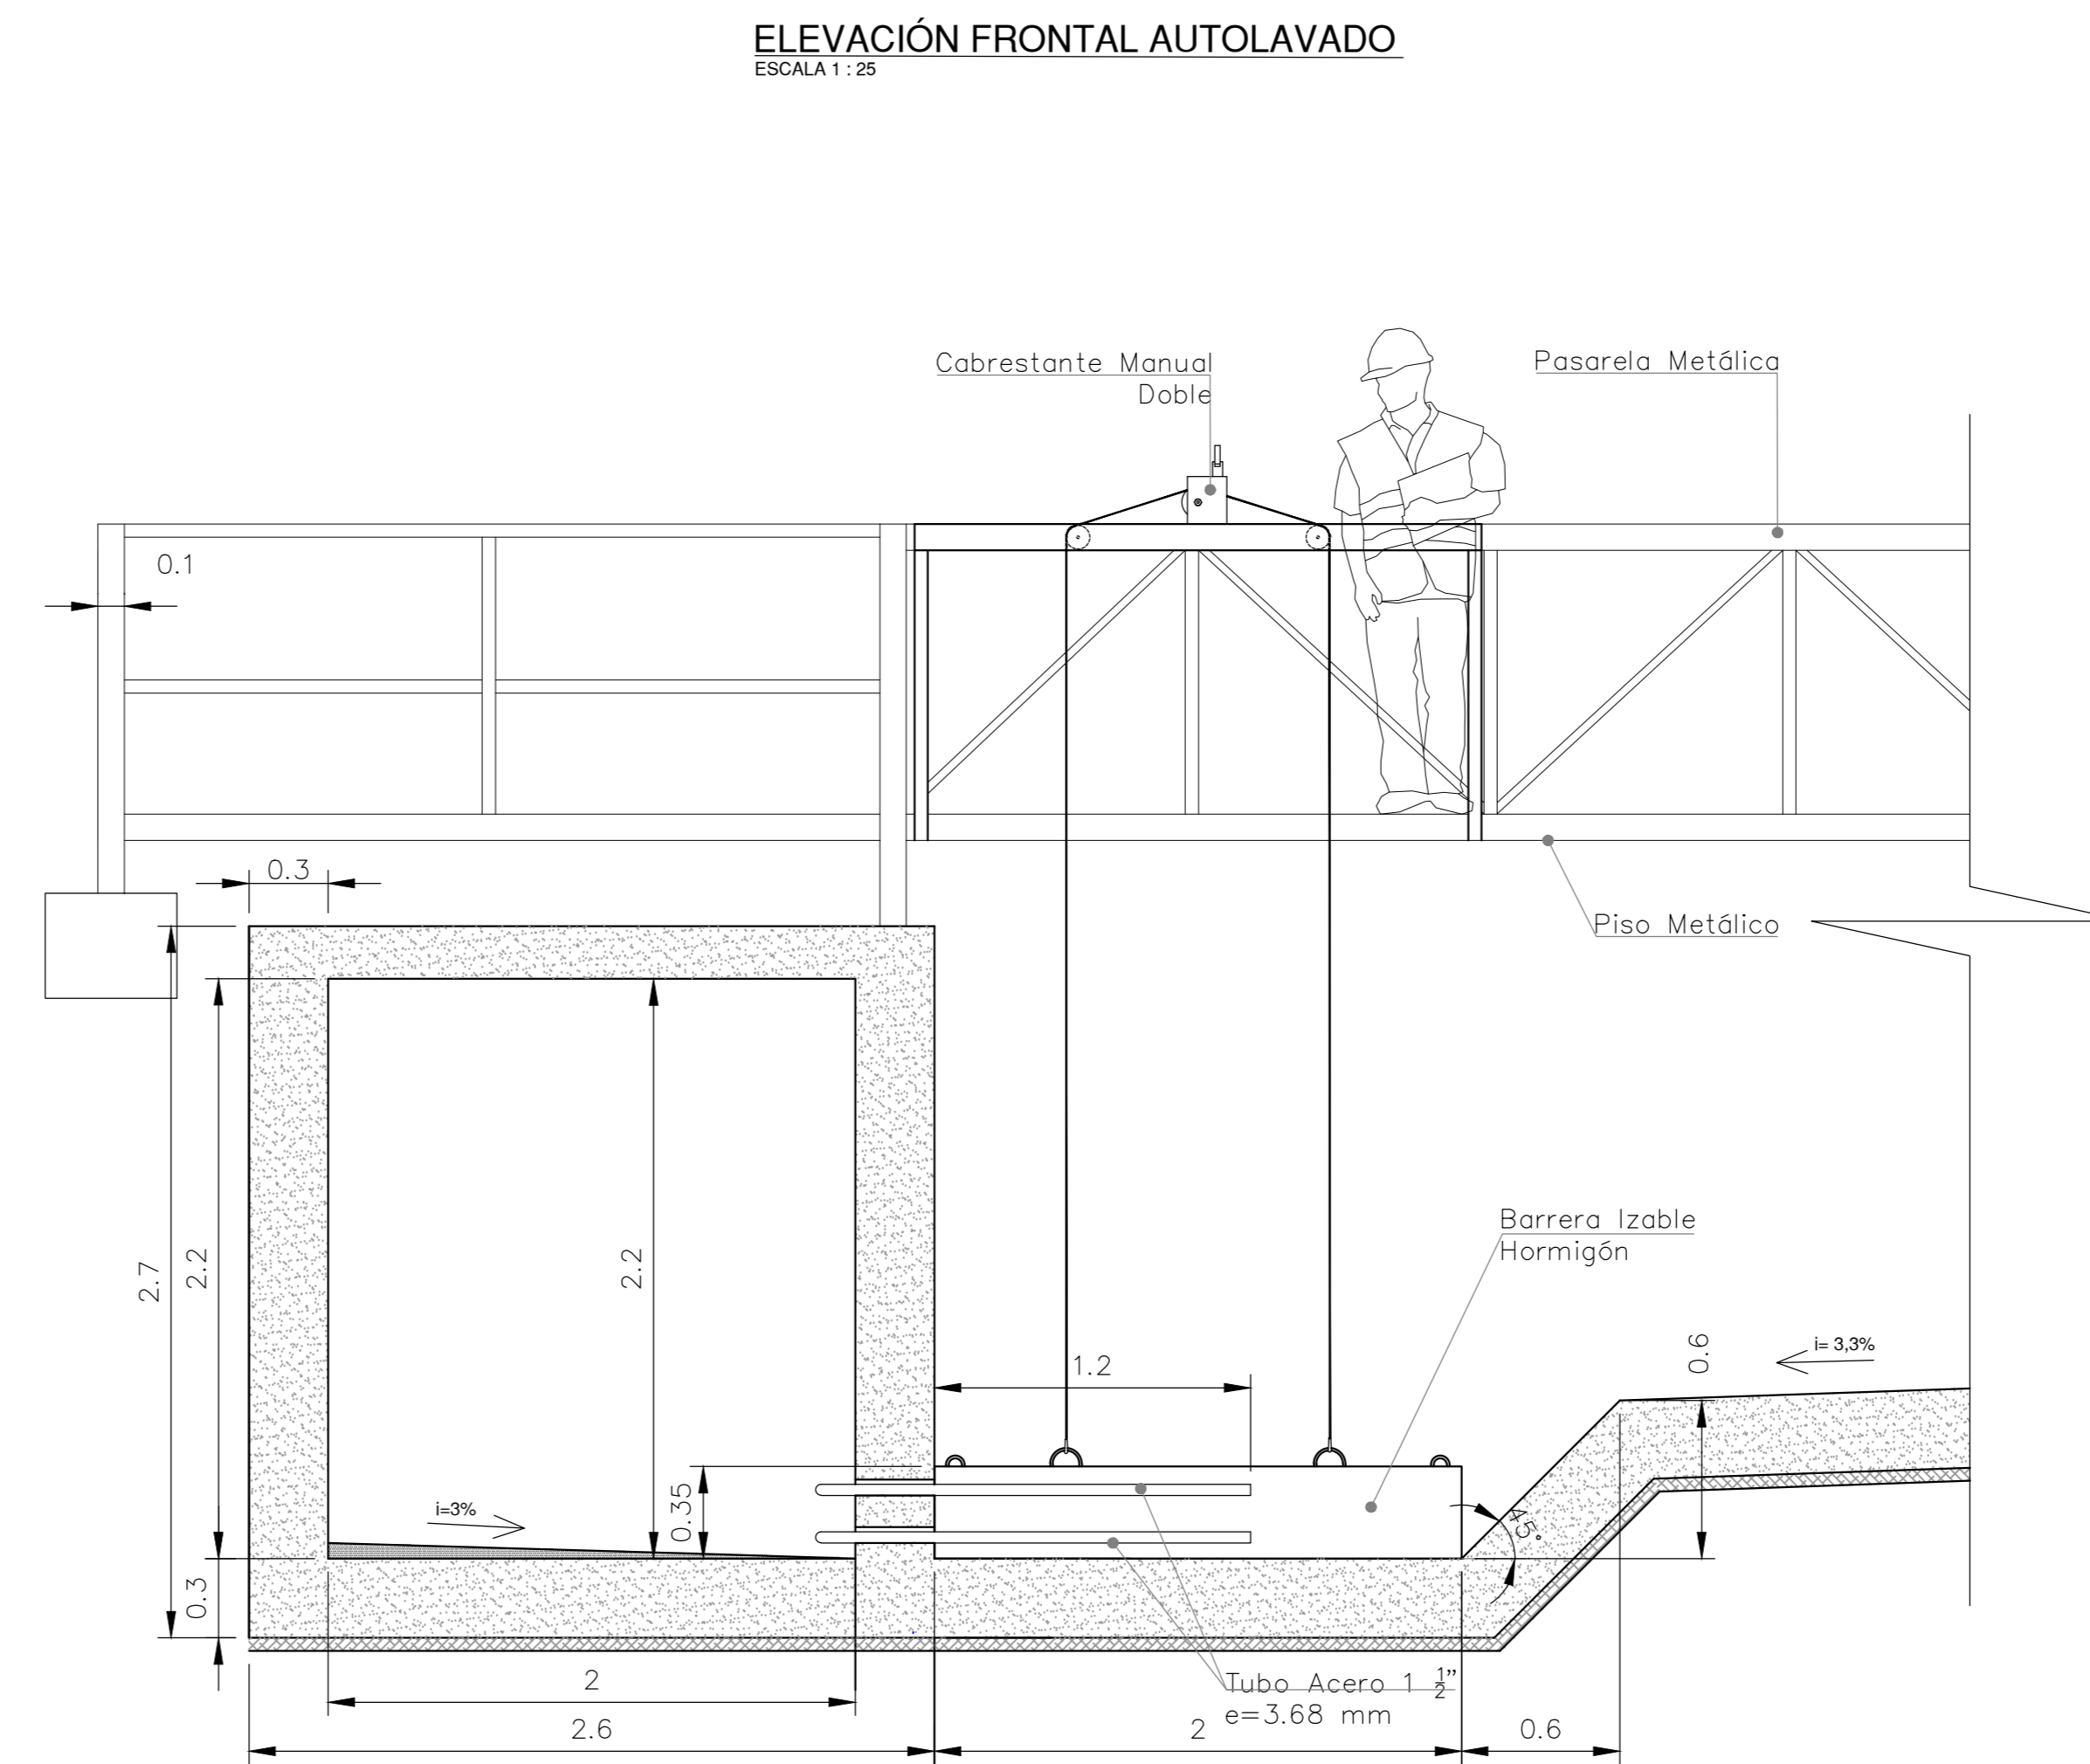 ELEVACIÓN FRONTAL AUTOLAVADO
ESCALA 1 : 25
Cabrestante Manual
Doble
Pasarela Metálica
0.1
0.3
Piso Metálico
2.7
2.2
2.2
Barrera Izable
Hormigón
1.2
0.6
i= 3,3%
0.35
i=3%
45°
0.3
Tubo Acero 1 ½"
e=3.68 mm
2
2.6
2
0.6